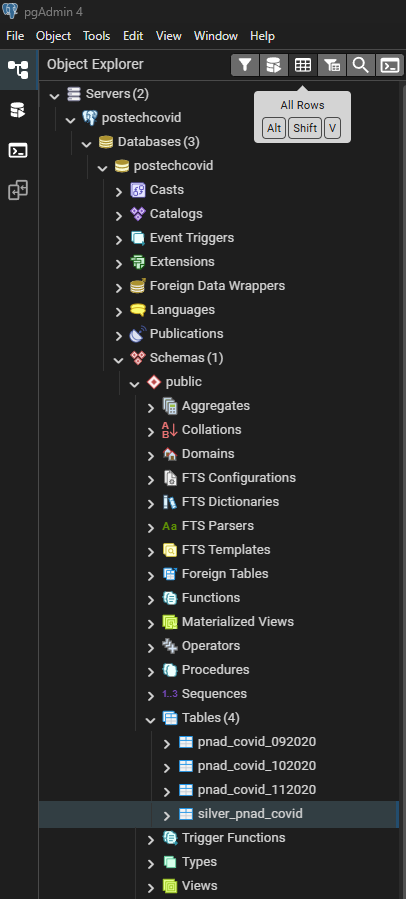 pgAdmin 4
File Object Tools Edit View Window Help
Object Explorer
All Rows
Alt Shift V
Servers (2)
postechcovid
Databases (3)
postechcovid
Casts
Catalogs
Event Triggers
Extensions
Foreign Data Wrappers
Languages
Publications
Schemas (1)
public
Aggregates
Collations
Domains
FTS Configurations
FTS Dictionaries
Aa FTS Parsers
FTS Templates
Foreign Tables
Functions
Materialized Views
Operators
Procedures
1..3 Sequences
Tables (4)
pnad_covid_092020
pnad_covid_102020
pnad_covid_112020
silver_pnad_covid
Trigger Functions
Types
Views